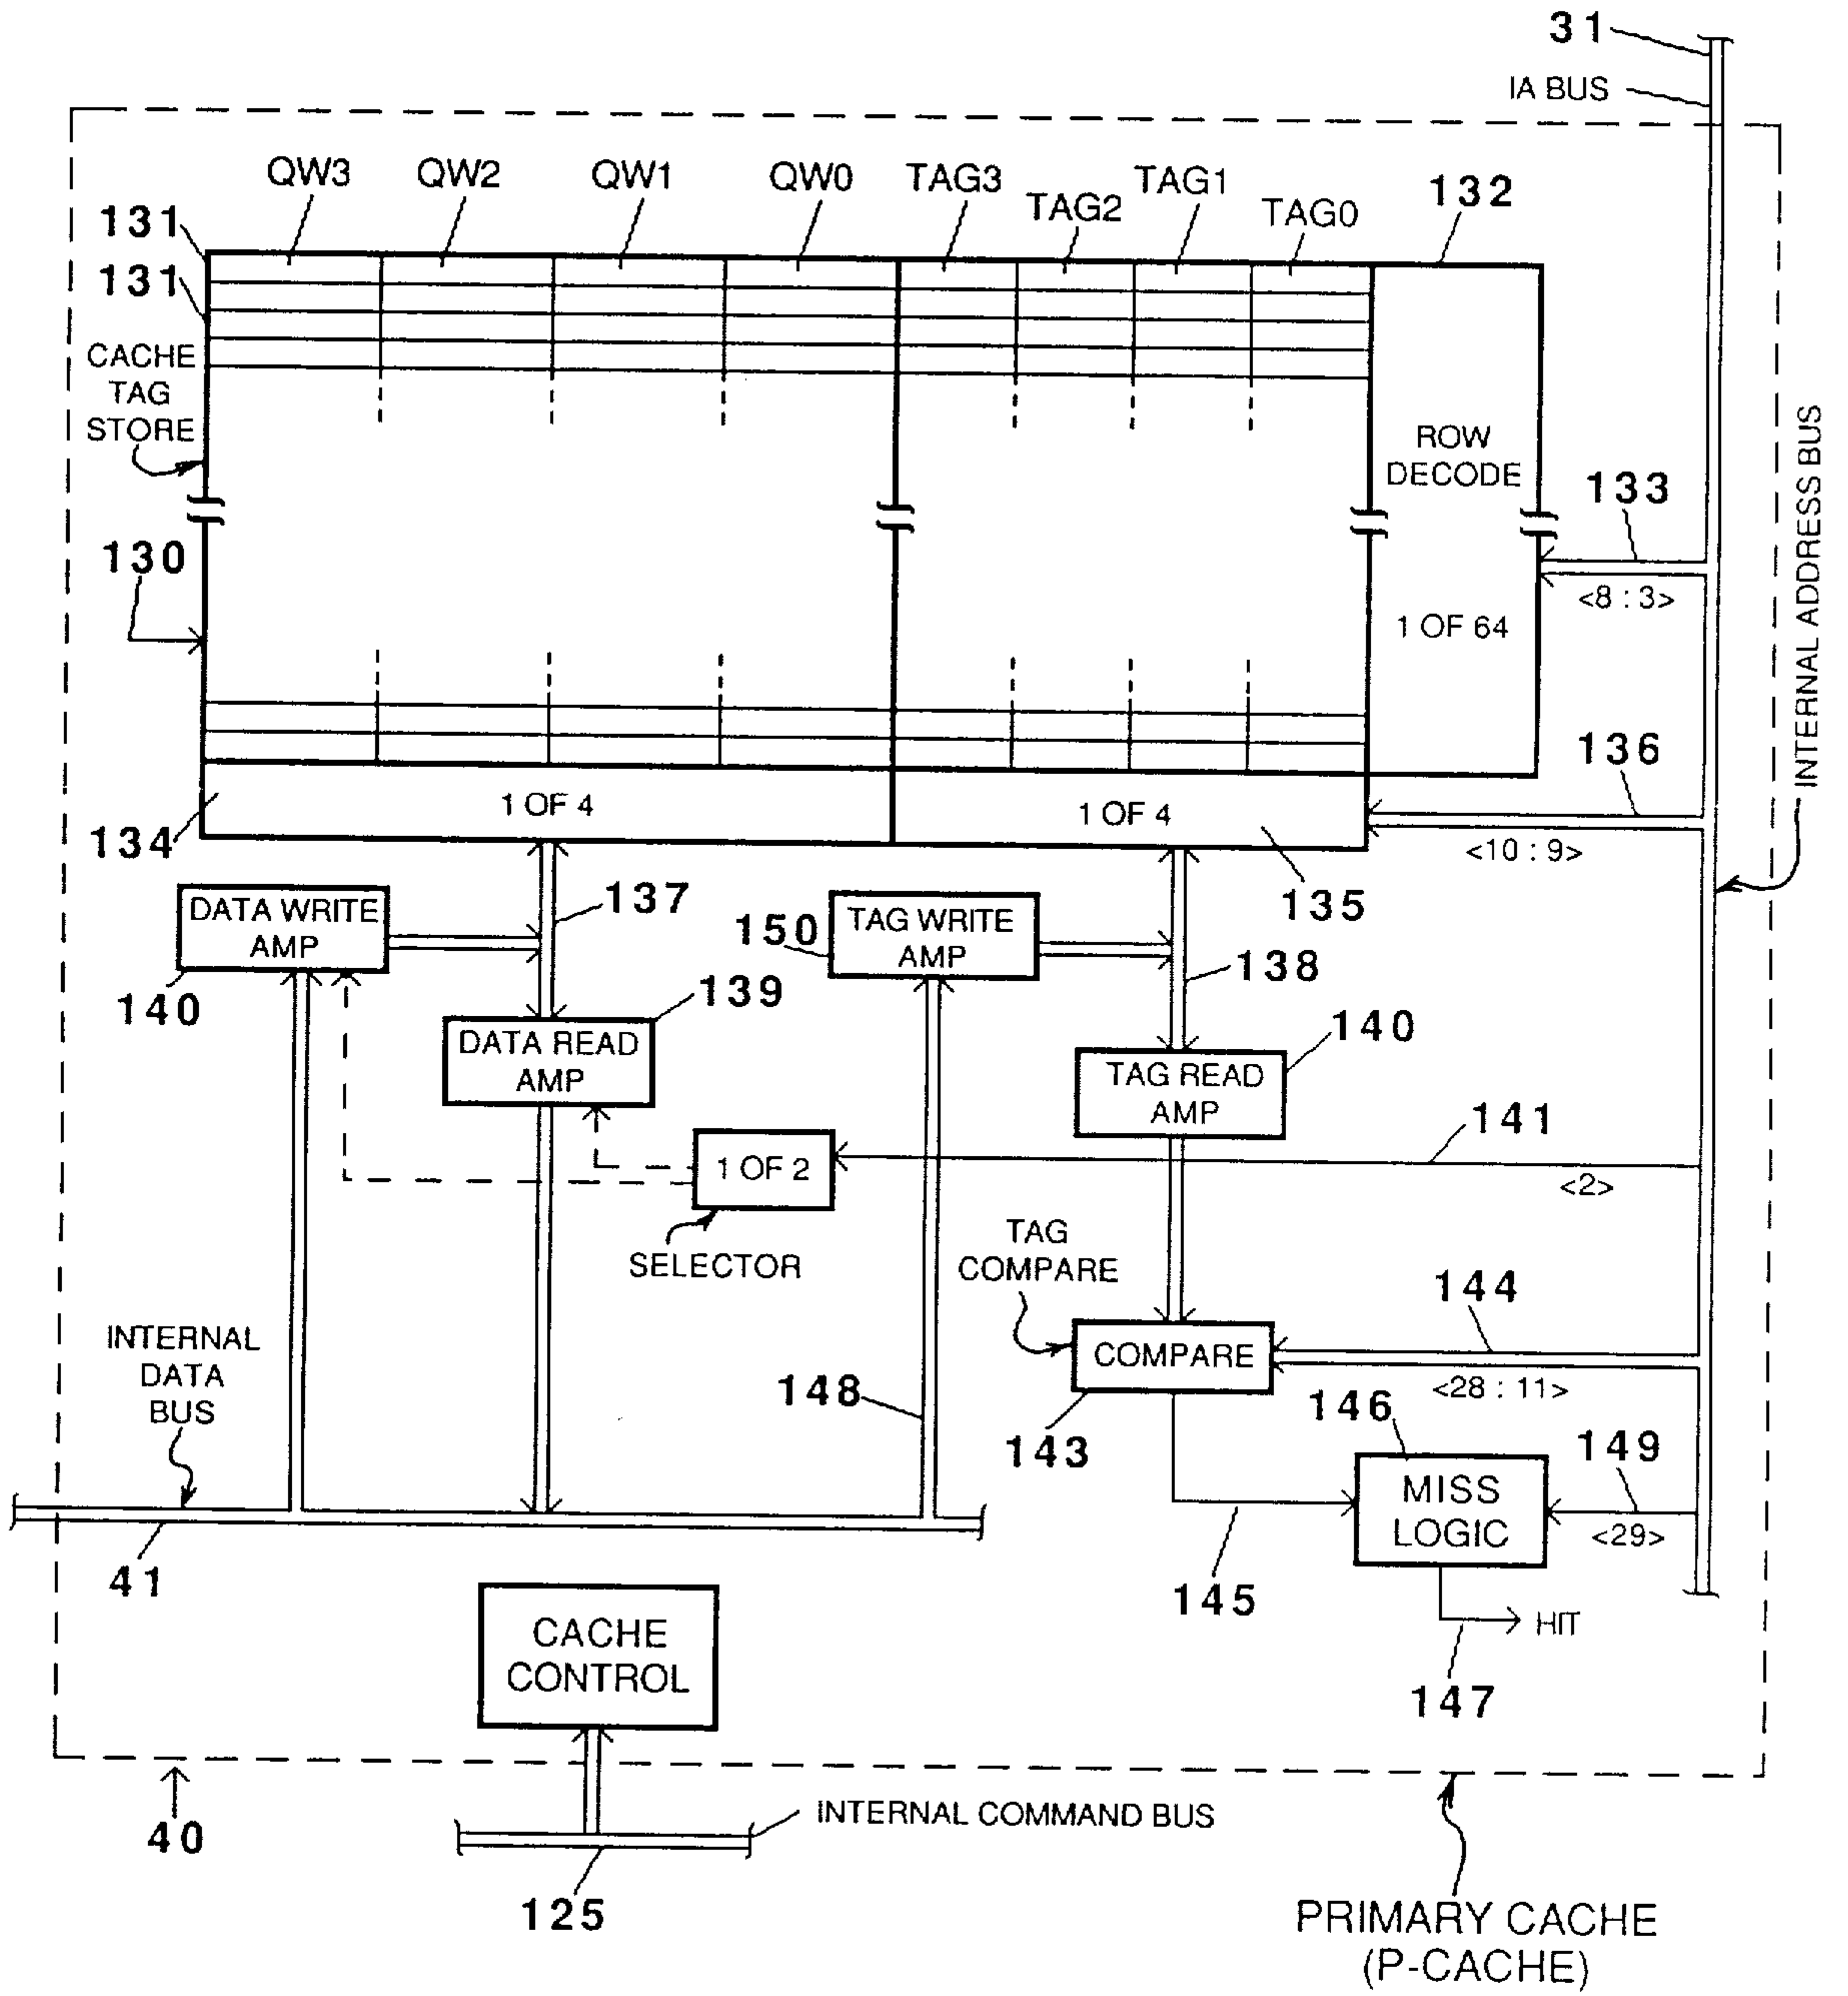 31
IA BUS
QW3
QW2
QW1
QW0
TAG3
TAG2
TAG1
TAG0
132
131
131
CACHE
TAG
STORE
ROW
DECODE
133
<8 : 3>
INTERNAL ADDRESS BUS
130
1 OF 64
136
<10 : 9>
134
1 OF 4
1 OF 4
135
DATA WRITE
AMP
137
150
TAG WRITE
AMP
138
140
139
DATA READ
AMP
140
TAG READ
AMP
141
<2>
1 OF 2
SELECTOR
TAG
COMPARE
144
<28 : 11>
COMPARE
143
INTERNAL
DATA
BUS
148
146
149
MISS
LOGIC
<29>
41
145
HIT
147
CACHE
CONTROL
40
INTERNAL COMMAND BUS
125
PRIMARY CACHE
(P-CACHE)